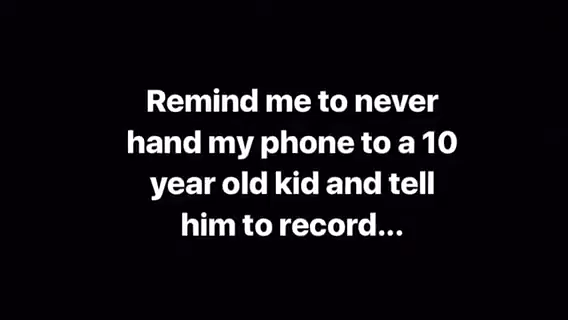 Remind me to never
hand my phone to a 10
year old kid and tell
him to record...